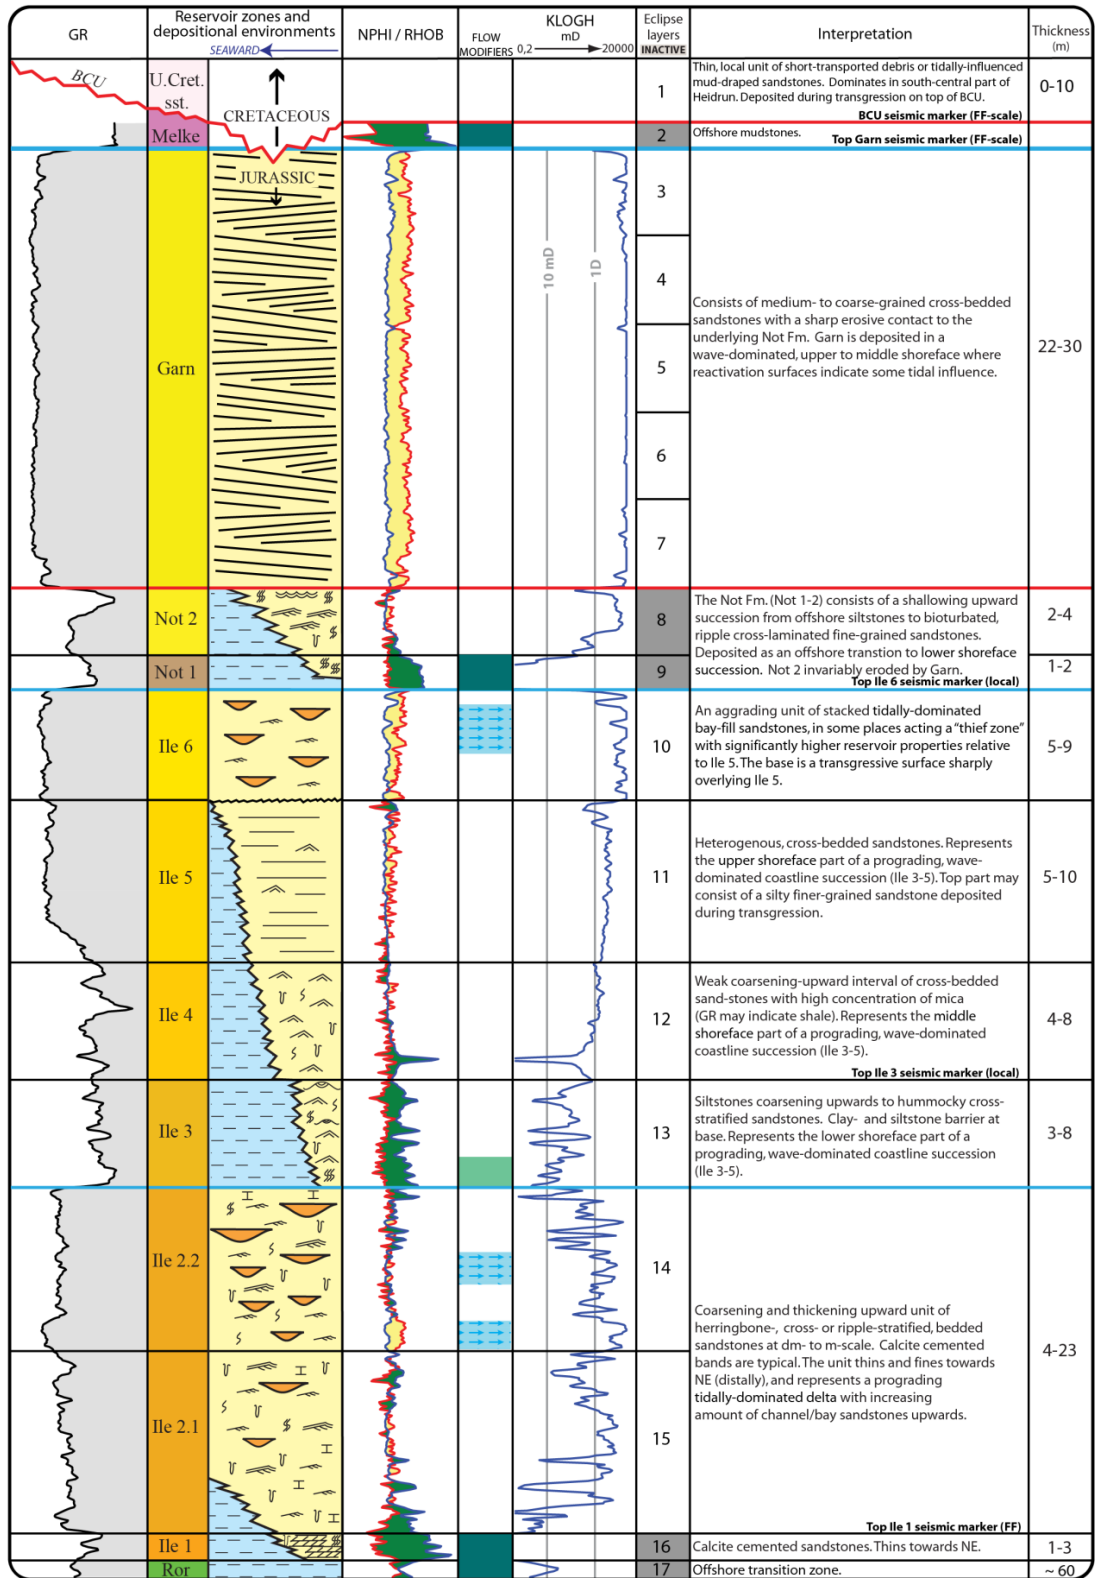 GR
Reservoir zones and
depositional environments
SEAWARD
NPHI / RHOB
FLOW
MODIFIERS
KLOGH
mD
0,2
20000
Eclipse
layers
INACTIVE
Interpretation
Thickness
(m)
BCU
U.Cret.
sst.
CRETACEOUS
1
Thin, local unit of short-transported debris or tidally-influenced
mud-draped sandstones. Dominates in south-central part of
Heidrun. Deposited during transgression on top of BCU.
BCU seismic marker (FF-scale)
0-10
Melke
2
Offshore mudstones.
Top Garn seismic marker (FF-scale)
JURASSIC
Garn
10 mD
1D
3
4
5
6
7
Consists of medium- to coarse-grained cross-bedded
sandstones with a sharp erosive contact to the
underlying Not Fm. Garn is deposited in a
wave-dominated, upper to middle shoreface where
reactivation surfaces indicate some tidal influence.
22-30
Not 2
8
The Not Fm. (Not 1-2) consists of a shallowing upward
succession from offshore siltstones to bioturbated,
ripple cross-laminated fine-grained sandstones.
Deposited as an offshore transtion to lower shoreface
succession. Not 2 invariably eroded by Garn.
2-4
Not 1
9
Top Ile 6 seismic marker (local)
1-2
Ile 6
10
An aggrading unit of stacked tidally-dominated
bay-fill sandstones, in some places acting a "thief zone"
with significantly higher reservoir properties relative
to Ile 5. The base is a transgressive surface sharply
overlying Ile 5.
5-9
Ile 5
11
Heterogenous, cross-bedded sandstones. Represents
the upper shoreface part of a prograding, wave-
dominated coastline succession (Ile 3-5). Top part may
consist of a silty finer-grained sandstone deposited
during transgression.
5-10
Ile 4
12
Weak coarsening-upward interval of cross-bedded
sand-stones with high concentration of mica
(GR may indicate shale). Represents the middle
shoreface part of a prograding, wave-dominated
coastline succession (Ile 3-5).
Top Ile 3 seismic marker (local)
4-8
Ile 3
13
Siltstones coarsening upwards to hummocky cross-
stratified sandstones. Clay- and siltstone barrier at
base. Represents the lower shoreface part of a
prograding, wave-dominated coastline succession
(Ile 3-5).
3-8
Ile 2.2
14
Ile 2.1
15
Coarsening and thickening upward unit of
herringbone-, cross- or ripple-stratified, bedded
sandstones at dm- to m-scale. Calcite cemented
bands are typical. The unit thins and fines towards
NE (distally), and represents a prograding
tidally-dominated delta with increasing
amount of channel/bay sandstones upwards.
Top Ile 1 seismic marker (FF)
4-23
Ile 1
16
Calcite cemented sandstones. Thins towards NE.
1-3
Ror
17
Offshore transition zone.
~ 60